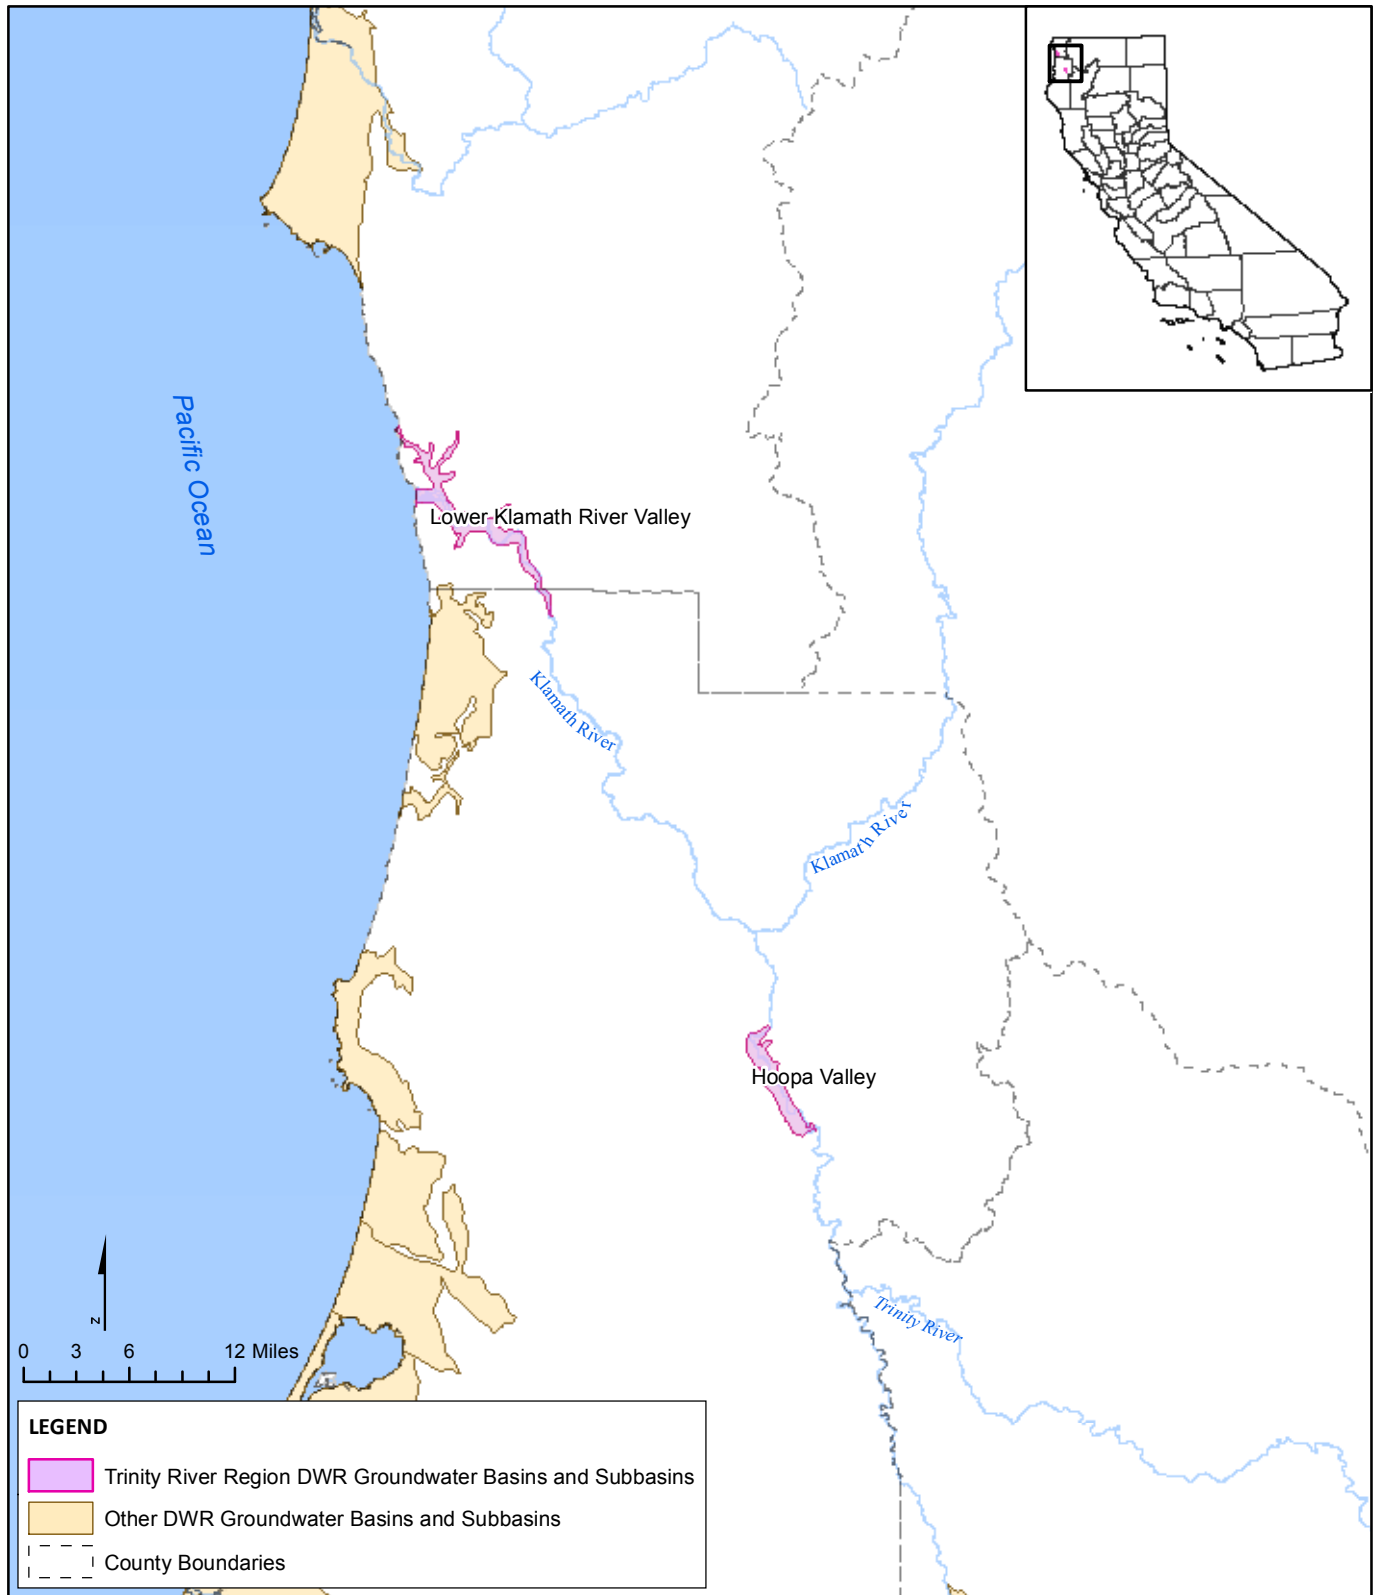 Pacific Ocean
Lower Klamath River Valley
Klamath River
Klamath River
Hoopa Valley
Trinity River
z
0 3 6 12 Miles
LEGEND
Trinity River Region DWR Groundwater Basins and Subbasins
Other DWR Groundwater Basins and Subbasins
County Boundaries